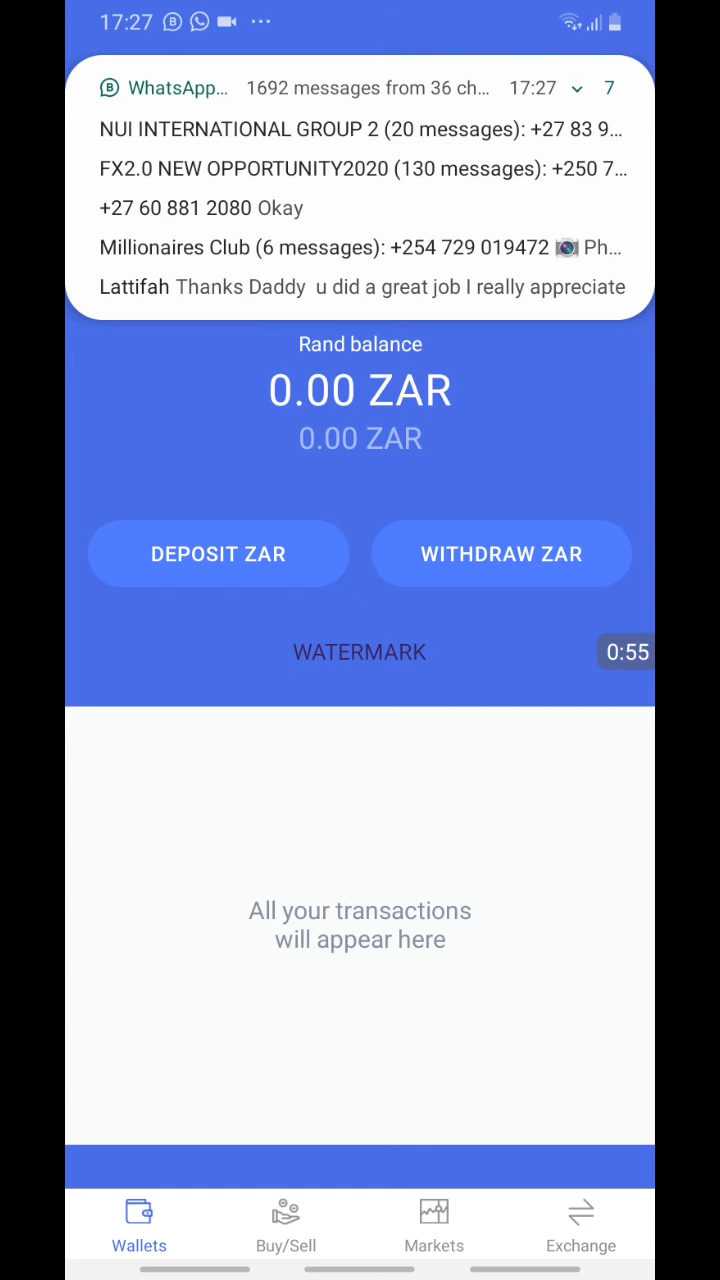 17:27
WhatsApp... 1692 messages from 36 ch... 17:27 7
NUI INTERNATIONAL GROUP 2 (20 messages): +27 83 9...
FX2.0 NEW OPPORTUNITY2020 (130 messages): +250 7...
+27 60 881 2080 Okay
Millionaires Club (6 messages): +254 729 019472 📷 Ph...
Lattifah Thanks Daddy u did a great job I really appreciate
Rand balance
0.00 ZAR
0.00 ZAR
DEPOSIT ZAR WITHDRAW ZAR
WATERMARK
0:55
All your transactions
will appear here
Wallets Buy/Sell Markets Exchange